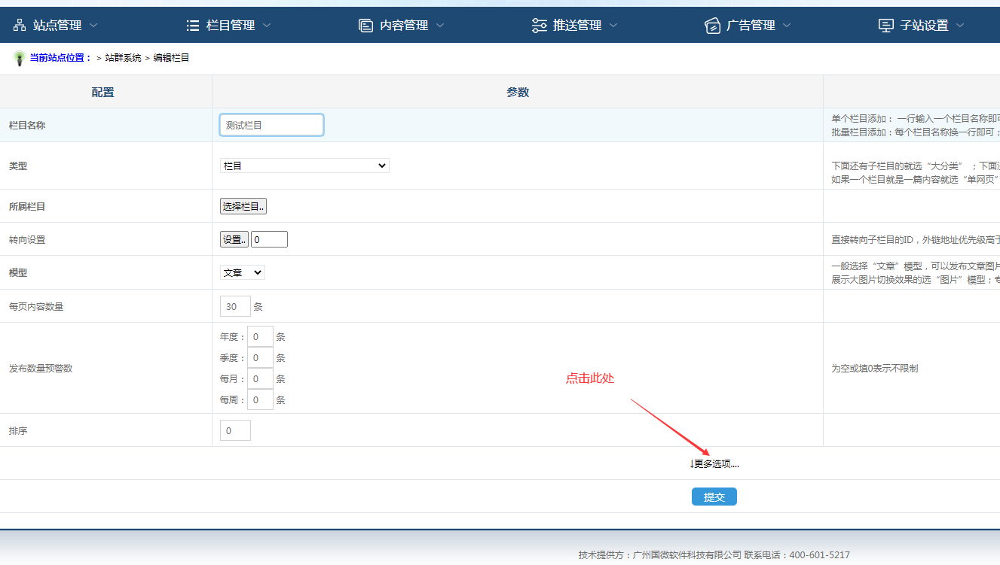 站点管理 栏目管理 内容管理 推送管理 广告管理 子站设置
当前站点位置： > 站群系统 > 编辑栏目
配置 参数
栏目名称 测试栏目
单个栏目添加： 一行输入一个栏目名称即可
批量栏目添加：每个栏目名称换一行即可；
类型 栏目
下面还有子栏目的就选“大分类” ；下面
如果一个栏目就是一篇内容就选“单网页”
所属栏目 选择栏目..
转向设置 设置.. 0 直接转向子栏目的ID，外链地址优先级高于
模型 文章
一般选择“文章”模型，可以发布文章图片
展示大图片切换效果的选“图片”模型；专
每页内容数量 30 条
年度： 0 条
季度： 0 条
发布数量预警数 为空或填0表示不限制
每月： 0 条
每周： 0 条
点击此处
排序 0
↓更多选项....
提交
技术提供方：广州国微软件科技有限公司 联系电话：400-601-5217